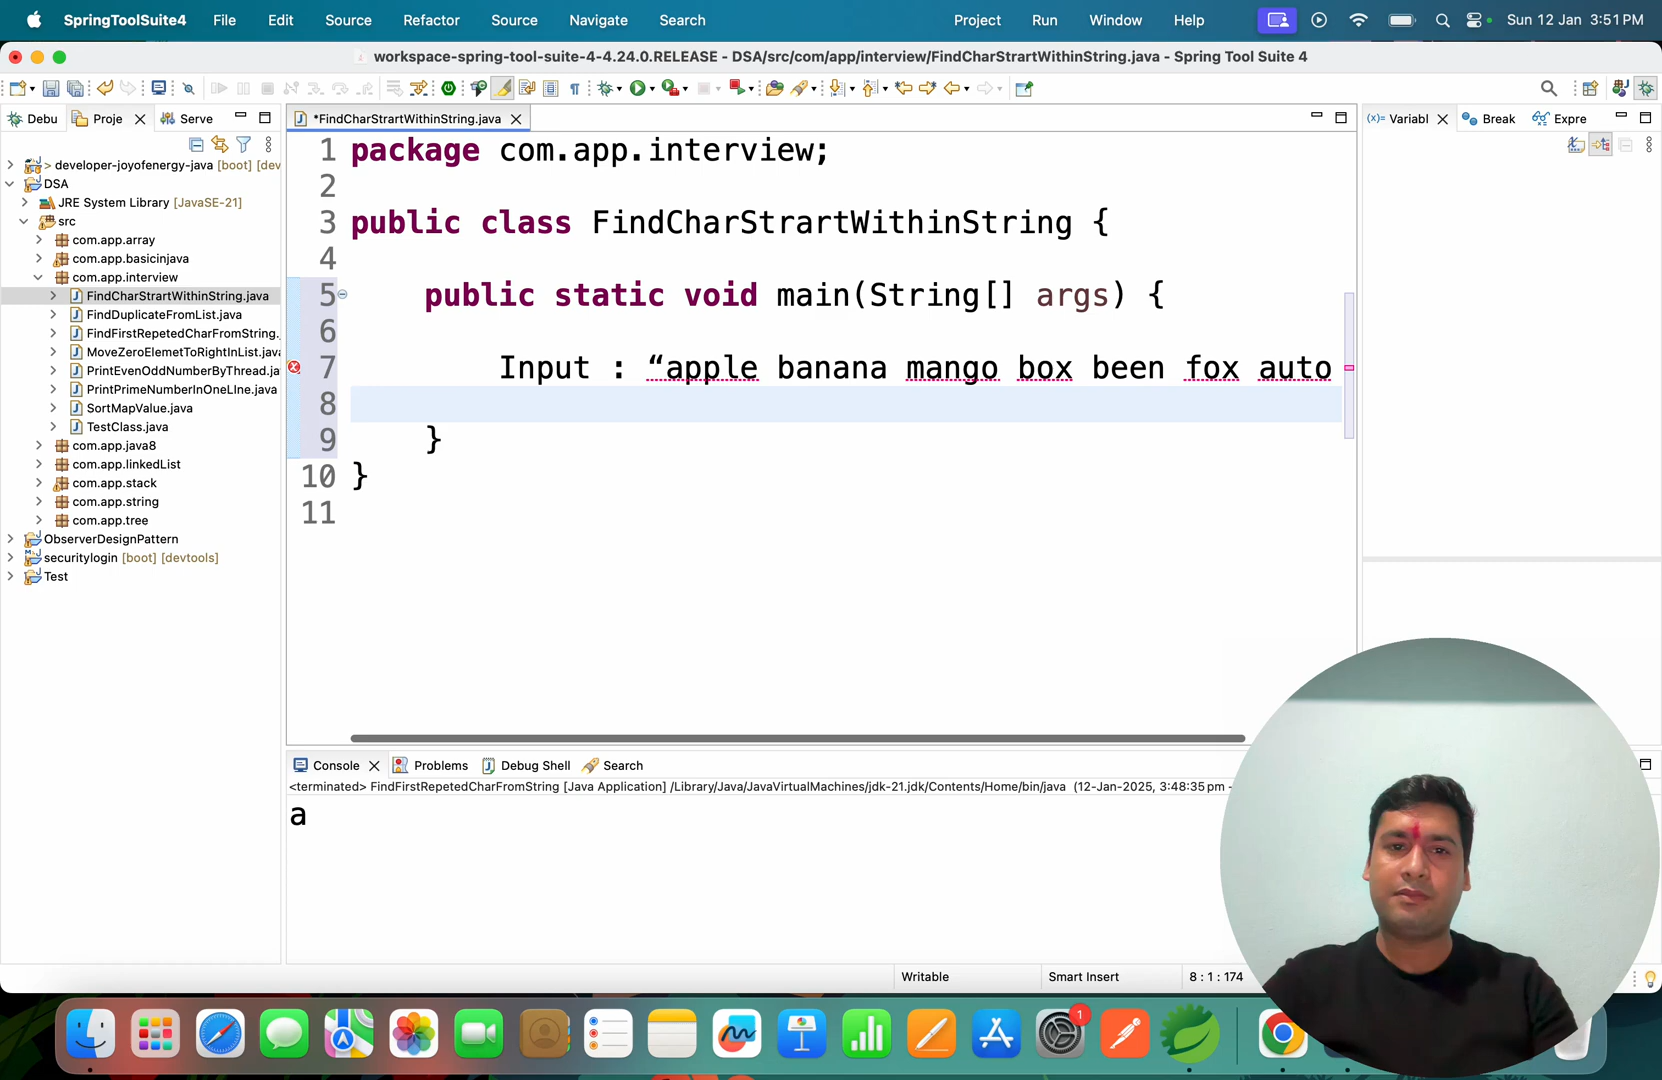 SpringToolSuite4 File Edit Source Refactor Source Navigate Search Project Run Window Help Sun 12 Jan 3:51 PM
workspace-spring-tool-suite-4-4.24.0.RELEASE - DSA/src/com/app/interview/FindCharStrartWithinString.java - Spring Tool Suite 4
Debu Proje Serve
*FindCharStrartWithinString.java
Variabl Break Expre
> developer-joyofenergy-java [boot] [dev
DSA
JRE System Library [JavaSE-21]
src
com.app.array
com.app.basicinjava
com.app.interview
FindCharStrartWithinString.java
FindDuplicateFromList.java
FindFirstRepetedCharFromString.
MoveZeroElemetToRightInList.java
PrintEvenOddNumberByThread.ja
PrintPrimeNumberInOneLIne.java
SortMapValue.java
TestClass.java
com.app.java8
com.app.linkedList
com.app.stack
com.app.string
com.app.tree
ObserverDesignPattern
securitylogin [boot] [devtools]
Test
1 package com.app.interview;
2
3 public class FindCharStrartWithinString {
4
5 public static void main(String[] args) {
6
7 Input : “apple banana mango box been fox auto
8
9 }
10 }
11
Console Problems Debug Shell Search
<terminated> FindFirstRepetedCharFromString [Java Application] /Library/Java/JavaVirtualMachines/jdk-21.jdk/Contents/Home/bin/java (12-Jan-2025, 3:48:35 pm –
a
Writable Smart Insert 8 : 1 : 174
1